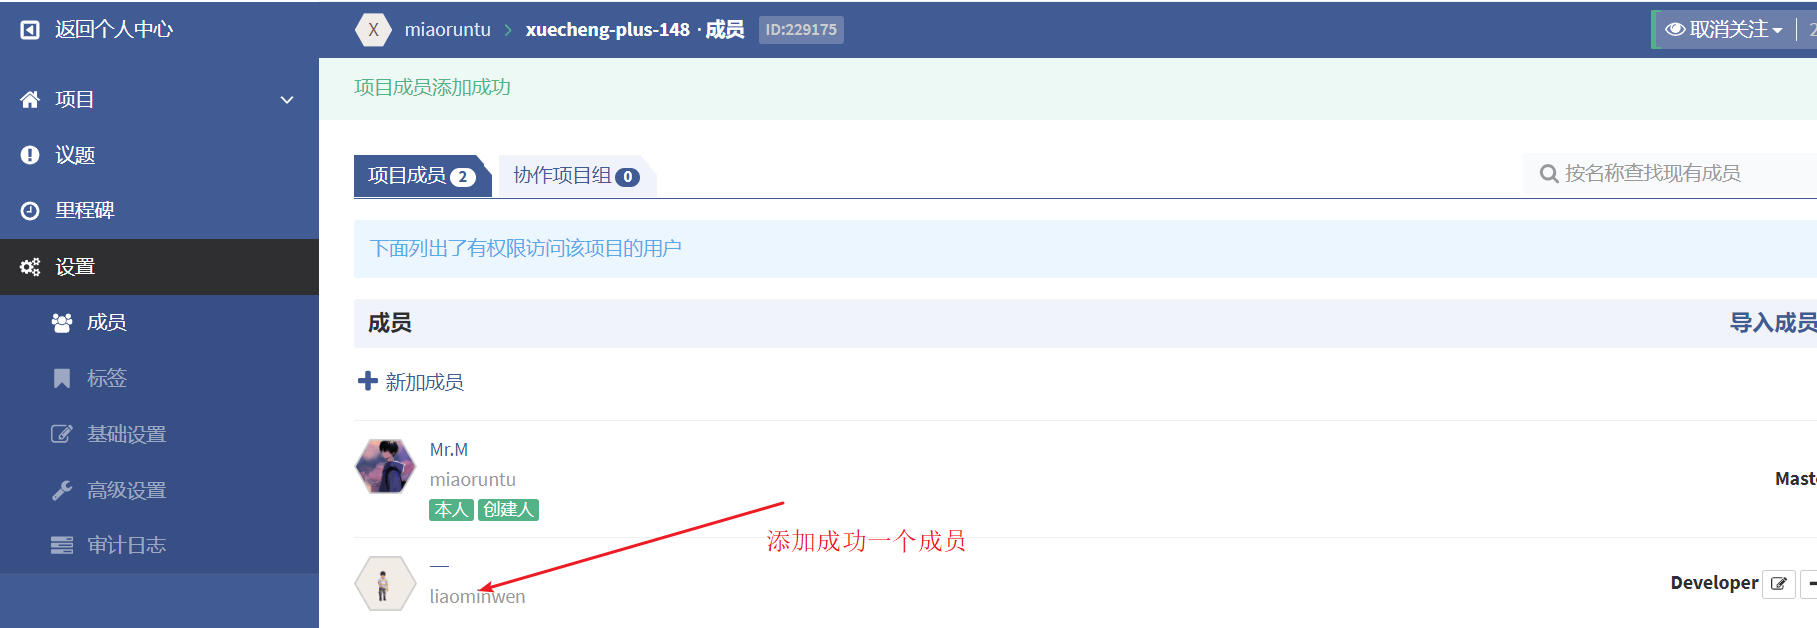 返回个人中心
X miaoruntu > xuecheng-plus-148 · 成员 ID:229175
取消关注
项目
项目成员添加成功
议题
项目成员 2 协作项目组 0
按名称查找现有成员
里程碑
下面列出了有权限访问该项目的用户
设置
成员
成员 导入成员
标签
新加成员
基础设置
Mr.M
miaoruntu
高级设置
本人 创建人
添加成功一个成员
审计日志
一
liaominwen
Developer